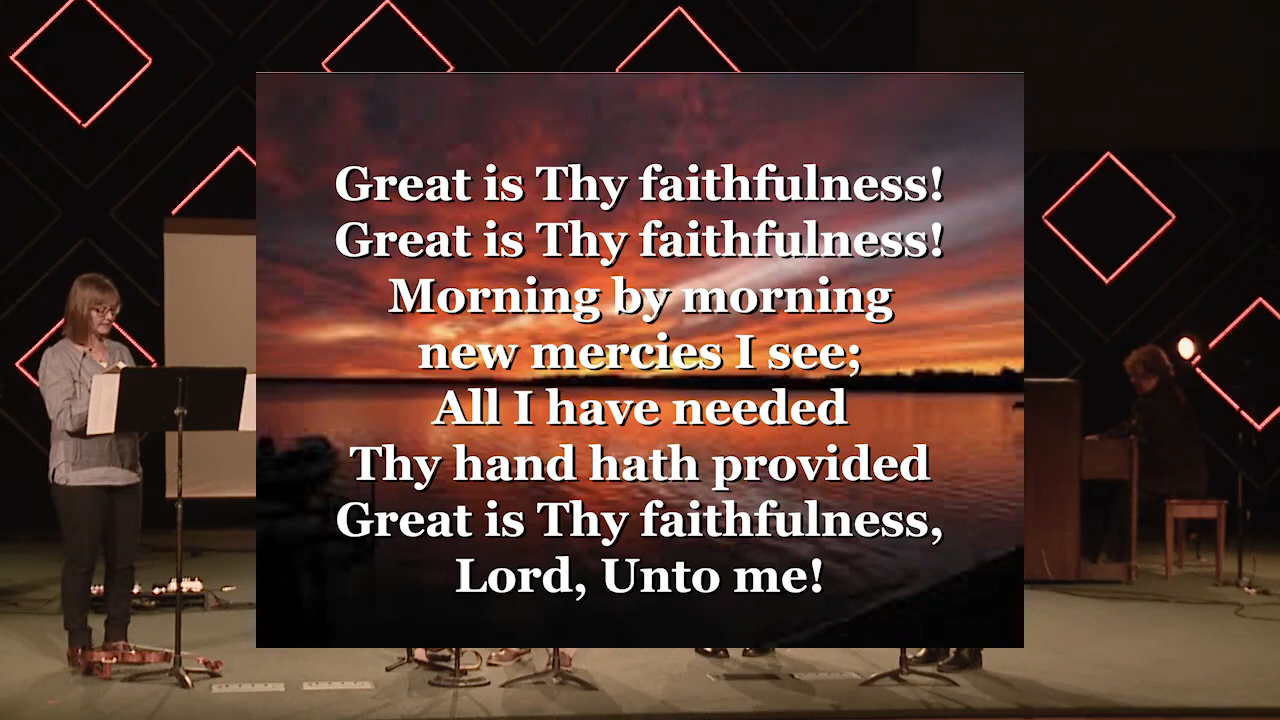 Great is Thy faithfulness!
Great is Thy faithfulness!
Morning by morning
new mercies I see;
All I have needed
Thy hand hath provided
Great is Thy faithfulness,
Lord, Unto me!